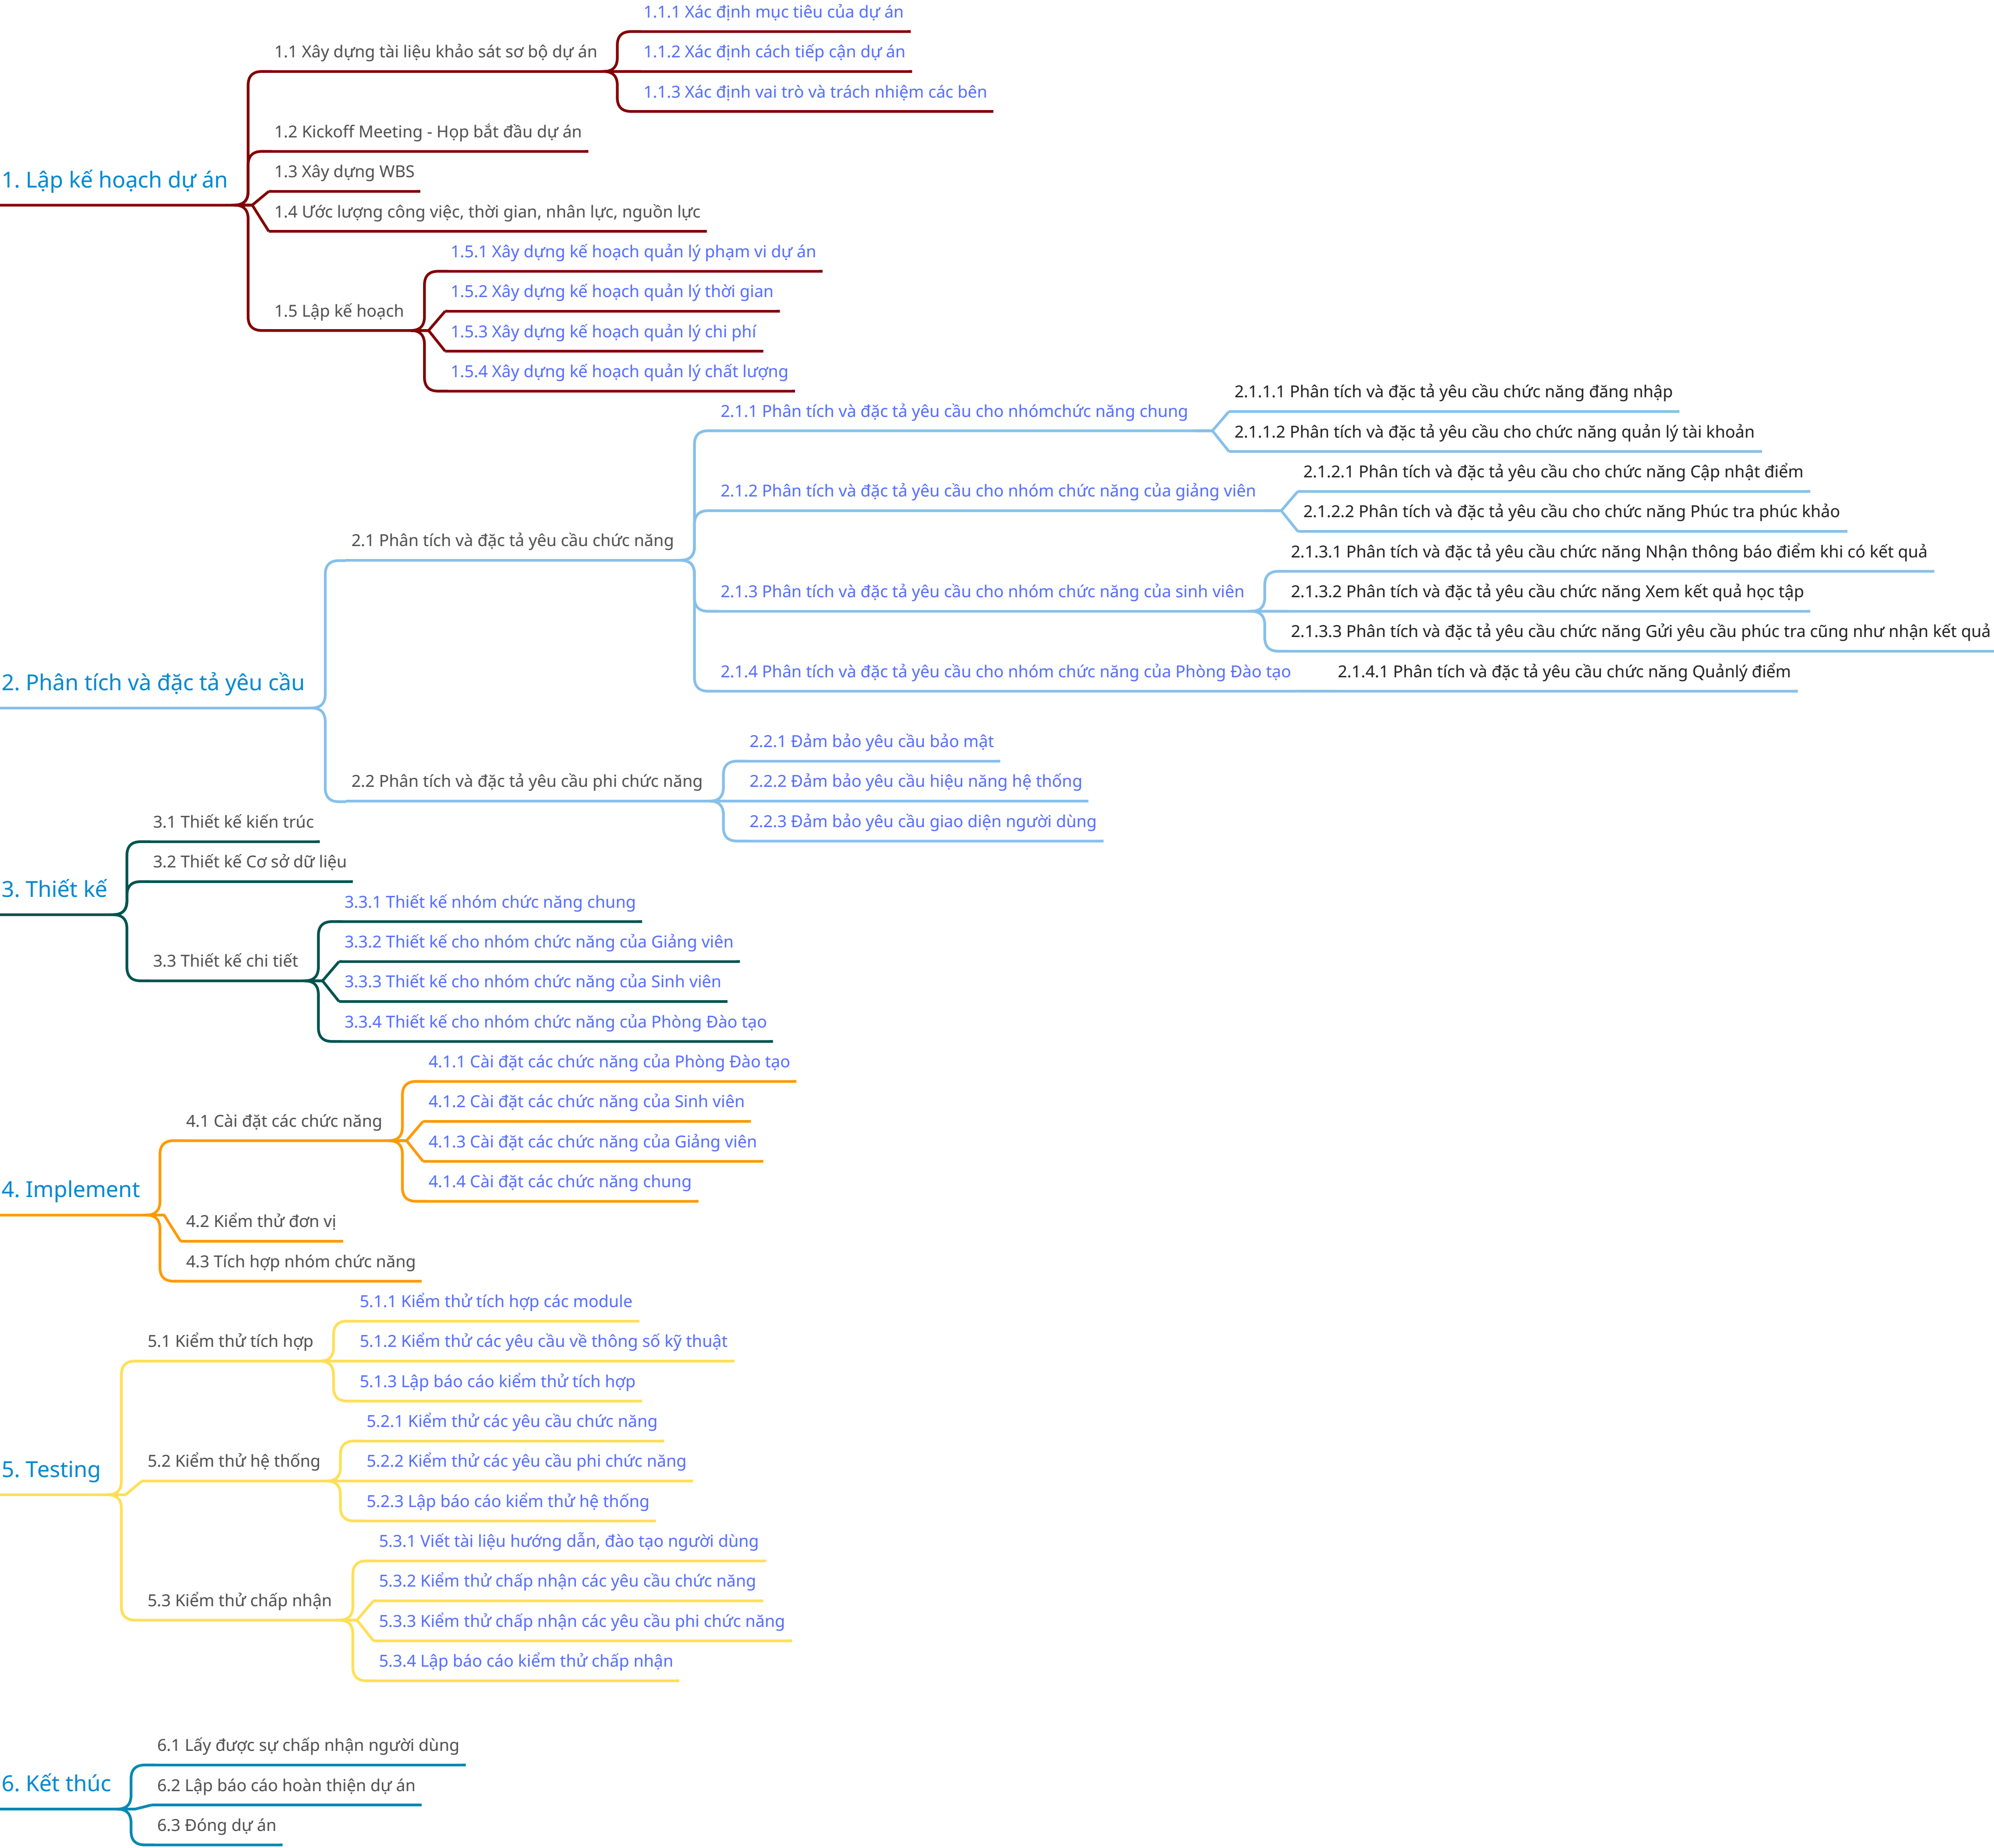 1. Lập kế hoạch dự án
1.1 Xây dựng tài liệu khảo sát sơ bộ dự án
1.1.1 Xác định mục tiêu của dự án
1.1.2 Xác định cách tiếp cận dự án
1.1.3 Xác định vai trò và trách nhiệm các bên
1.2 Kickoff Meeting - Họp bắt đầu dự án
1.3 Xây dựng WBS
1.4 Ước lượng công việc, thời gian, nhân lực, nguồn lực
1.5 Lập kế hoạch
1.5.1 Xây dựng kế hoạch quản lý phạm vi dự án
1.5.2 Xây dựng kế hoạch quản lý thời gian
1.5.3 Xây dựng kế hoạch quản lý chi phí
1.5.4 Xây dựng kế hoạch quản lý chất lượng
2. Phân tích và đặc tả yêu cầu
2.1 Phân tích và đặc tả yêu cầu chức năng
2.1.1 Phân tích và đặc tả yêu cầu cho nhómchức năng chung
2.1.1.1 Phân tích và đặc tả yêu cầu chức năng đăng nhập
2.1.1.2 Phân tích và đặc tả yêu cầu cho chức năng quản lý tài khoản
2.1.2 Phân tích và đặc tả yêu cầu cho nhóm chức năng của giảng viên
2.1.2.1 Phân tích và đặc tả yêu cầu cho chức năng Cập nhật điểm
2.1.2.2 Phân tích và đặc tả yêu cầu cho chức năng Phúc tra phúc khảo
2.1.3 Phân tích và đặc tả yêu cầu cho nhóm chức năng của sinh viên
2.1.3.1 Phân tích và đặc tả yêu cầu chức năng Nhận thông báo điểm khi có kết quả
2.1.3.2 Phân tích và đặc tả yêu cầu chức năng Xem kết quả học tập
2.1.3.3 Phân tích và đặc tả yêu cầu chức năng Gửi yêu cầu phúc tra cũng như nhận kết quả
2.1.4 Phân tích và đặc tả yêu cầu cho nhóm chức năng của Phòng Đào tạo
2.1.4.1 Phân tích và đặc tả yêu cầu chức năng Quảnlý điểm
2.2 Phân tích và đặc tả yêu cầu phi chức năng
2.2.1 Đảm bảo yêu cầu bảo mật
2.2.2 Đảm bảo yêu cầu hiệu năng hệ thống
2.2.3 Đảm bảo yêu cầu giao diện người dùng
3. Thiết kế
3.1 Thiết kế kiến trúc
3.2 Thiết kế Cơ sở dữ liệu
3.3 Thiết kế chi tiết
3.3.1 Thiết kế nhóm chức năng chung
3.3.2 Thiết kế cho nhóm chức năng của Giảng viên
3.3.3 Thiết kế cho nhóm chức năng của Sinh viên
3.3.4 Thiết kế cho nhóm chức năng của Phòng Đào tạo
4. Implement
4.1 Cài đặt các chức năng
4.1.1 Cài đặt các chức năng của Phòng Đào tạo
4.1.2 Cài đặt các chức năng của Sinh viên
4.1.3 Cài đặt các chức năng của Giảng viên
4.1.4 Cài đặt các chức năng chung
4.2 Kiểm thử đơn vị
4.3 Tích hợp nhóm chức năng
5. Testing
5.1 Kiểm thử tích hợp
5.1.1 Kiểm thử tích hợp các module
5.1.2 Kiểm thử các yêu cầu về thông số kỹ thuật
5.1.3 Lập báo cáo kiểm thử tích hợp
5.2 Kiểm thử hệ thống
5.2.1 Kiểm thử các yêu cầu chức năng
5.2.2 Kiểm thử các yêu cầu phi chức năng
5.2.3 Lập báo cáo kiểm thử hệ thống
5.3 Kiểm thử chấp nhận
5.3.1 Viết tài liệu hướng dẫn, đào tạo người dùng
5.3.2 Kiểm thử chấp nhận các yêu cầu chức năng
5.3.3 Kiểm thử chấp nhận các yêu cầu phi chức năng
5.3.4 Lập báo cáo kiểm thử chấp nhận
6. Kết thúc
6.1 Lấy được sự chấp nhận người dùng
6.2 Lập báo cáo hoàn thiện dự án
6.3 Đóng dự án